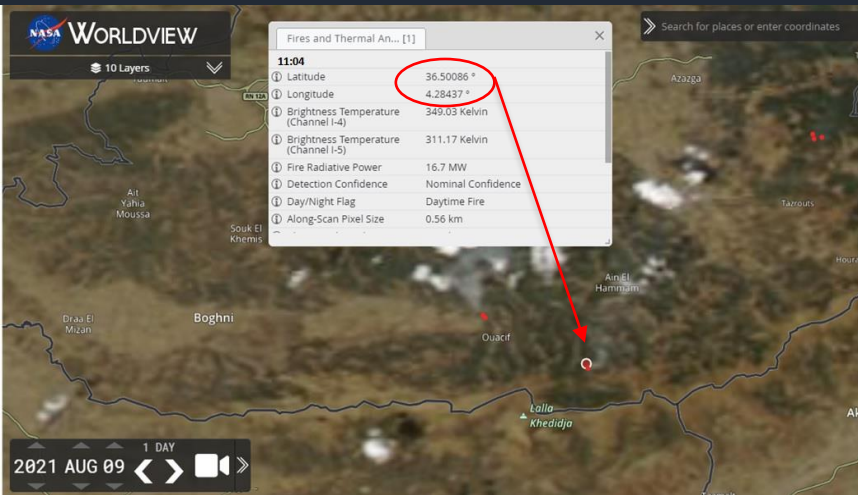 NASA WORLDVIEW
10 Layers
Fires and Thermal An... [1]
Search for places or enter coordinates
11:04
Latitude 36.50086 °
Longitude 4.28437 °
Brightness Temperature
(Channel I-4) 349.03 Kelvin
Brightness Temperature
(Channel I-5) 311.17 Kelvin
Fire Radiative Power 16.7 MW
Detection Confidence Nominal Confidence
Day/Night Flag Daytime Fire
Along-Scan Pixel Size 0.56 km
RN 12A
Azazga
Ait
Yahia
Moussa
Tazrouts
Souk El
Khemis
Ain El
Hammam
Draa El
Mizan
Boghni
Ouacif
Lalla
Khedidja
1 DAY
2021 AUG 09